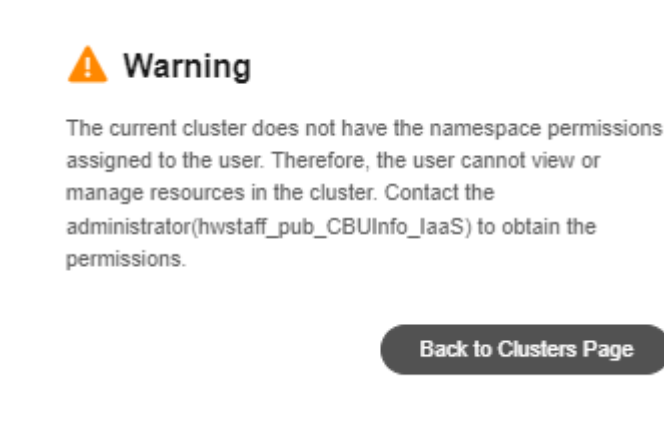 Warning
The current cluster does not have the namespace permissions
assigned to the user. Therefore, the user cannot view or
manage resources in the cluster. Contact the
administrator(hwstaff_pub_CBUInfo_IaaS) to obtain the
permissions.
Back to Clusters Page